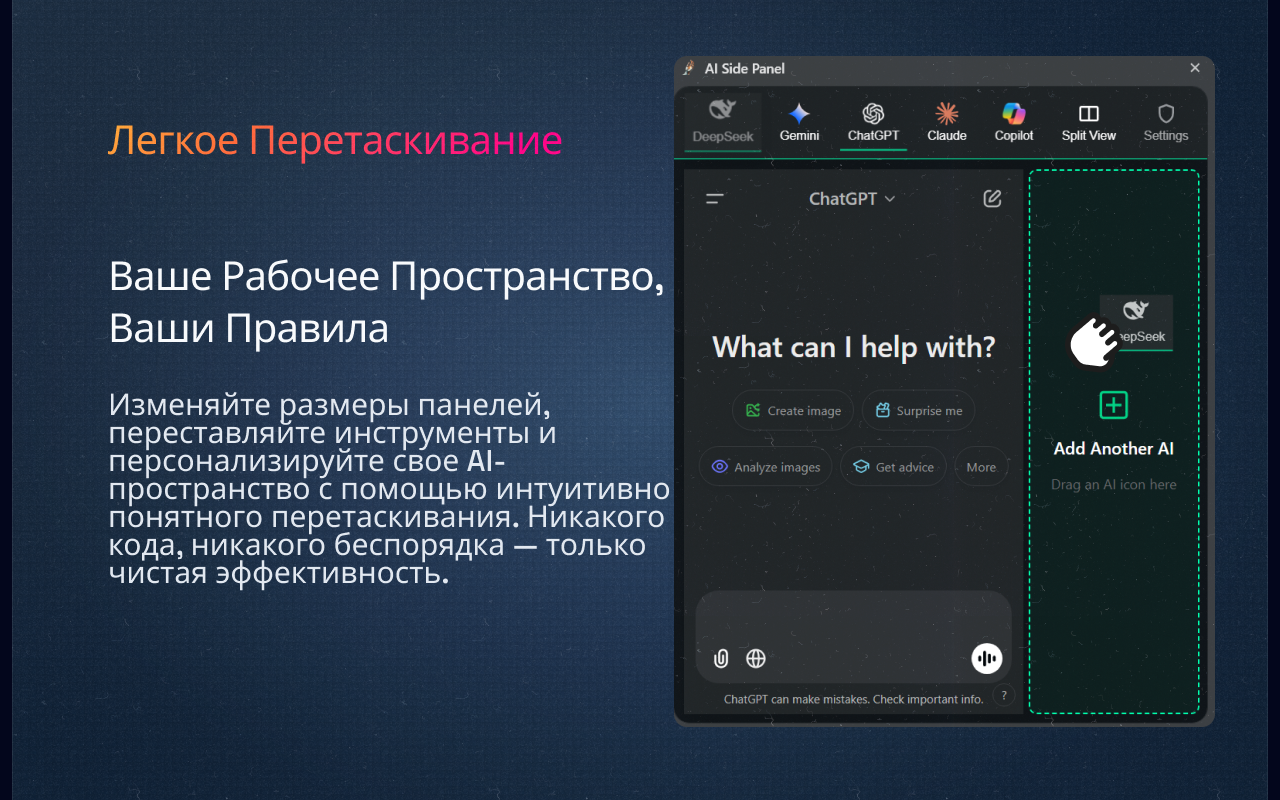 Легкое Перетаскивание
Ваше Рабочее Пространство,
Ваши Правила
Изменяйте размеры панелей,
переставляйте инструменты и
персонализируйте свое AI-
пространство с помощью интуитивно
понятного перетаскивания. Никакого
кода, никакого беспорядка — только
чистая эффективность.
AI Side Panel
DeepSeek Gemini ChatGPT Claude Copilot Split View Settings
ChatGPT
What can I help with?
Create image Surprise me
Analyze images Get advice More
ChatGPT can make mistakes. Check important info. ?
epSeek
Add Another AI
Drag an AI icon here